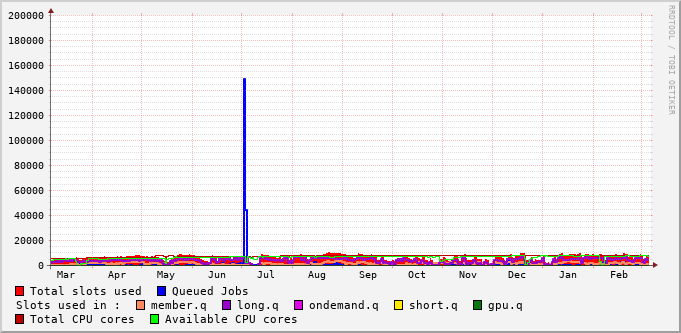 RRDTOOL / TOBI OETIKER
200000
180000
160000
140000
120000
100000
80000
60000
40000
20000
0
Mar Apr May Jun Jul Aug Sep Oct Nov Dec Jan Feb
Total slots used Queued Jobs
Slots used in : member.q long.q ondemand.q short.q gpu.q
Total CPU cores Available CPU cores